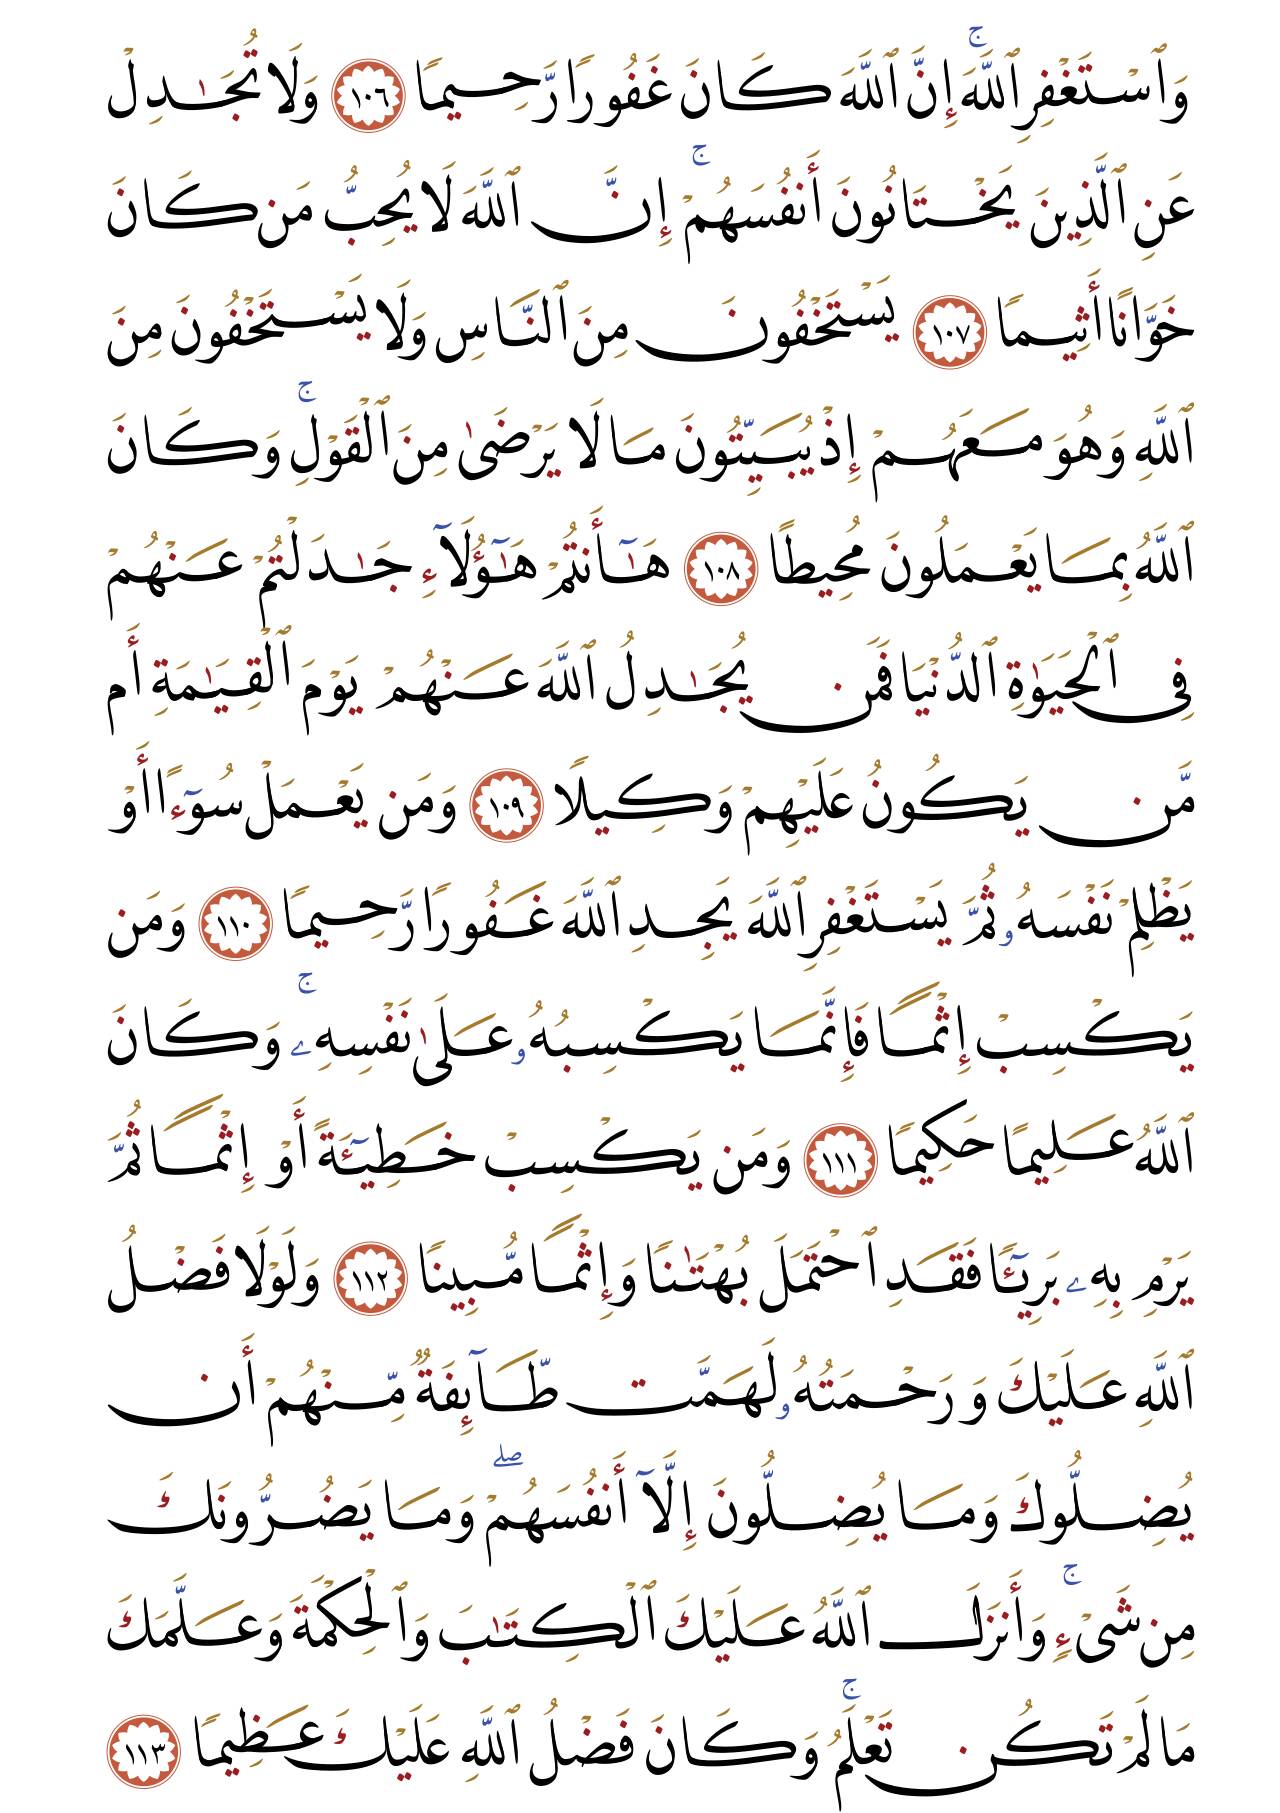 وَٱسْتَغْفِرِ ٱللَّهَ ۚ إِنَّ ٱللَّهَ كَانَ غَفُورًا رَّحِيمًا ١٠٦ وَلَا تُجَـٰدِلْ
عَنِ ٱلَّذِينَ يَخْتَانُونَ أَنفُسَهُمْ ۚ إِنَّ ٱللَّهَ لَا يُحِبُّ مَن كَانَ
خَوَّانًا أَثِيمًا ١٠٧ يَسْتَخْفُونَ مِنَ ٱلنَّاسِ وَلَا يَسْتَخْفُونَ مِنَ
ٱللَّهِ وَهُوَ مَعَهُمْ إِذْ يُبَيِّتُونَ مَا لَا يَرْضَىٰ مِنَ ٱلْقَوْلِ ۚ وَكَانَ
ٱللَّهُ بِمَا يَعْمَلُونَ مُحِيطًا ١٠٨ هَـٰٓأَنتُمْ هَـٰٓؤُلَآءِ جَـٰدَلْتُمْ عَنْهُمْ
فِى ٱلْحَيَوٰةِ ٱلدُّنْيَا فَمَن يُجَـٰدِلُ ٱللَّهَ عَنْهُمْ يَوْمَ ٱلْقِيَـٰمَةِ أَم
مَّن يَكُونُ عَلَيْهِمْ وَكِيلًا ١٠٩ وَمَن يَعْمَلْ سُوٓءًا أَوْ
يَظْلِمْ نَفْسَهُۥ ثُمَّ يَسْتَغْفِرِ ٱللَّهَ يَجِدِ ٱللَّهَ غَفُورًا رَّحِيمًا ١١٠ وَمَن
يَكْسِبْ إِثْمًا فَإِنَّمَا يَكْسِبُهُۥ عَلَىٰ نَفْسِهِۦ ۚ وَكَانَ
ٱللَّهُ عَلِيمًا حَكِيمًا ١١١ وَمَن يَكْسِبْ خَطِيٓـَٔةً أَوْ إِثْمًا ثُمَّ
يَرْمِ بِهِۦ بَرِيٓـًٔا فَقَدِ ٱحْتَمَلَ بُهْتَـٰنًا وَإِثْمًا مُّبِينًا ١١٢ وَلَوْلَا فَضْلُ
ٱللَّهِ عَلَيْكَ وَرَحْمَتُهُۥ لَهَمَّت طَّآئِفَةٌ مِّنْهُمْ أَن
يُضِلُّوكَ وَمَا يُضِلُّونَ إِلَّآ أَنفُسَهُمْ ۖ وَمَا يَضُرُّونَكَ
مِن شَىْءٍ ۚ وَأَنزَلَ ٱللَّهُ عَلَيْكَ ٱلْكِتَـٰبَ وَٱلْحِكْمَةَ وَعَلَّمَكَ
مَا لَمْ تَكُن تَعْلَمُ ۚ وَكَانَ فَضْلُ ٱللَّهِ عَلَيْكَ عَظِيمًا ١١٣